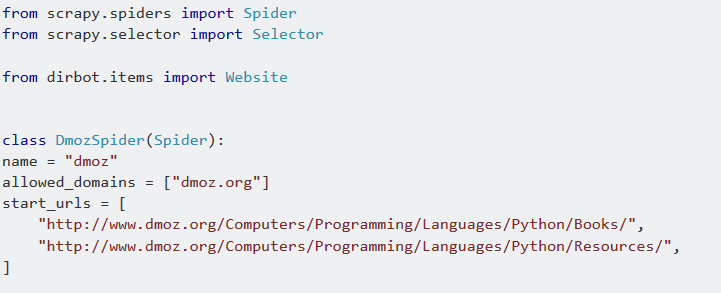 from scrapy.spiders import Spider
from scrapy.selector import Selector
from dirbot.items import Website
class DmozSpider(Spider):
name = "dmoz"
allowed_domains = ["dmoz.org"]
start_urls = [
    "http://www.dmoz.org/Computers/Programming/Languages/Python/Books/",
    "http://www.dmoz.org/Computers/Programming/Languages/Python/Resources/",
]